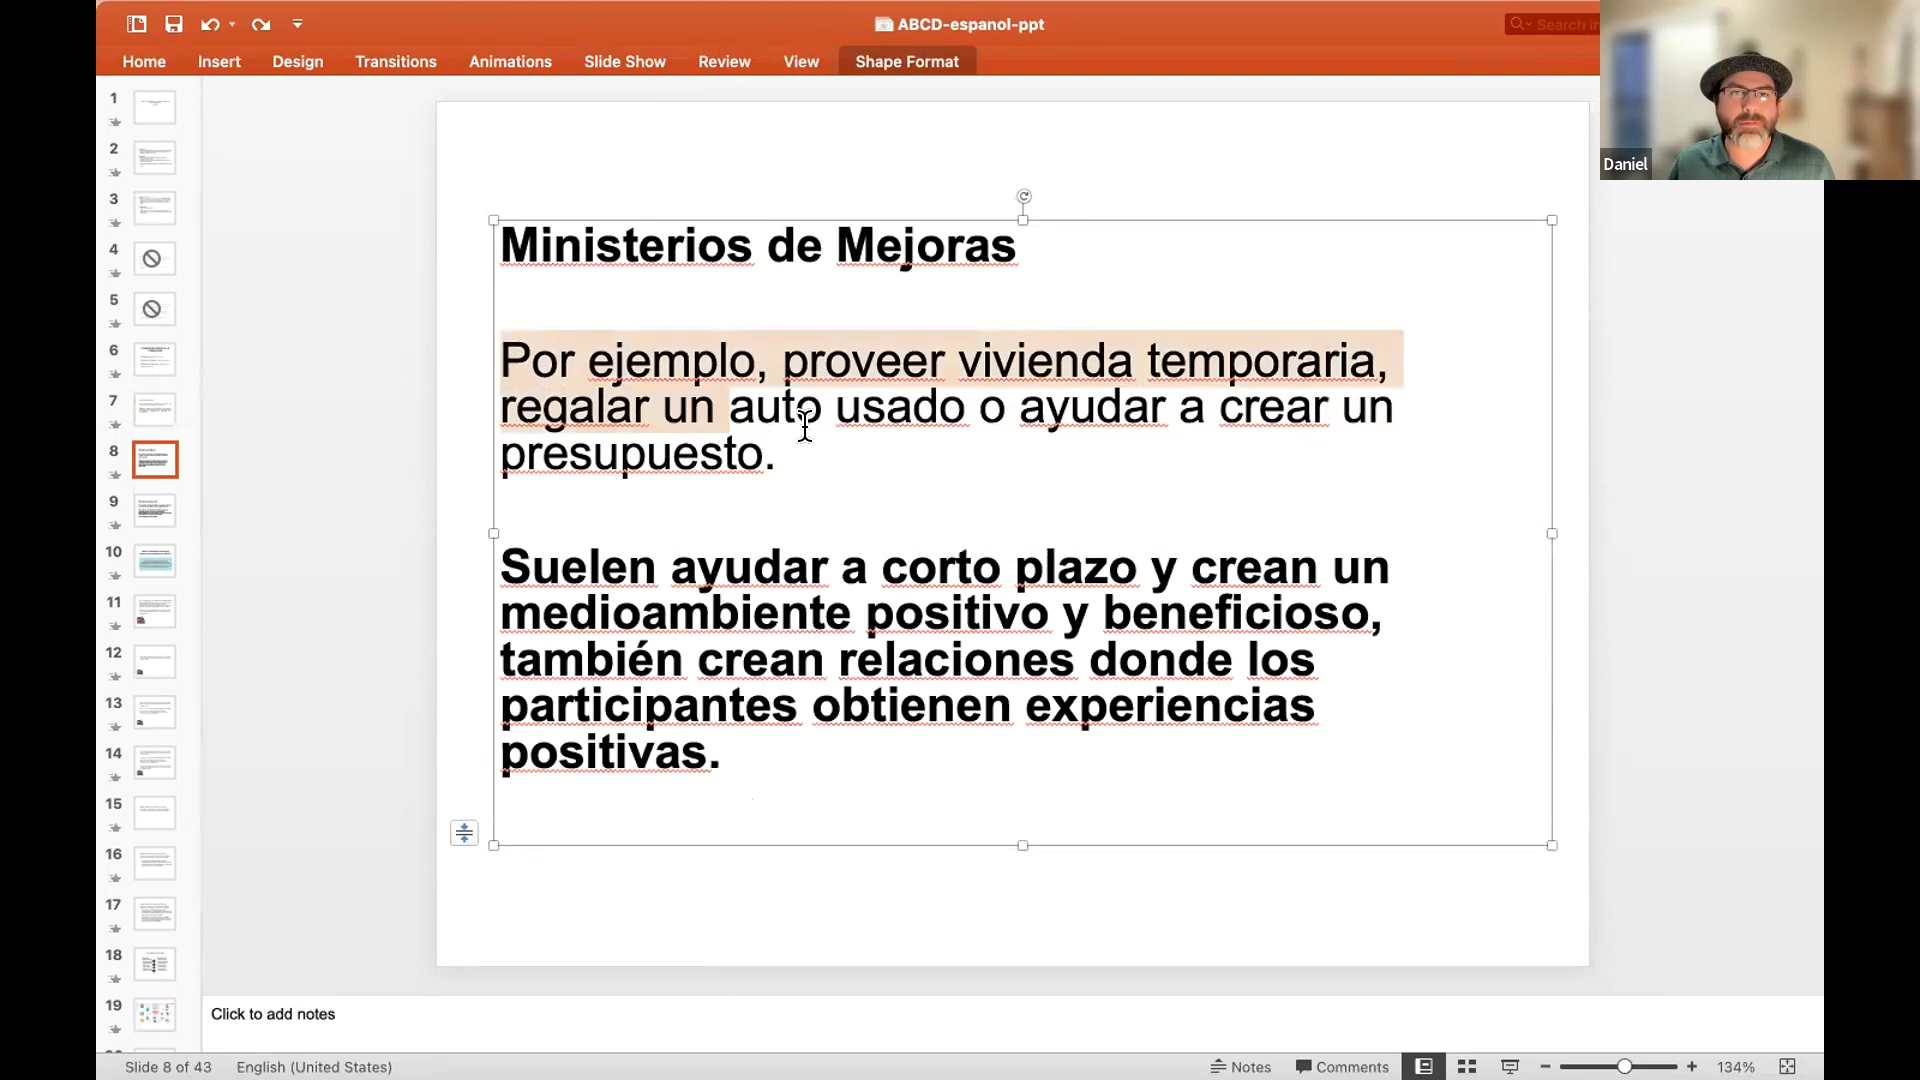 ABCD-espanol-ppt
Search in
Home Insert Design Transitions Animations Slide Show Review View Shape Format
Daniel
1
2
3
4
5
6
7
8
9
10
11
12
13
14
15
16
17
18
19
Ministerios de Mejoras
Por ejemplo, proveer vivienda temporaria,
regalar un auto usado o ayudar a crear un
presupuesto.
Suelen ayudar a corto plazo y crean un
medioambiente positivo y beneficioso,
también crean relaciones donde los
participantes obtienen experiencias
positivas.
Click to add notes
Slide 8 of 43 English (United States) Notes Comments 134%